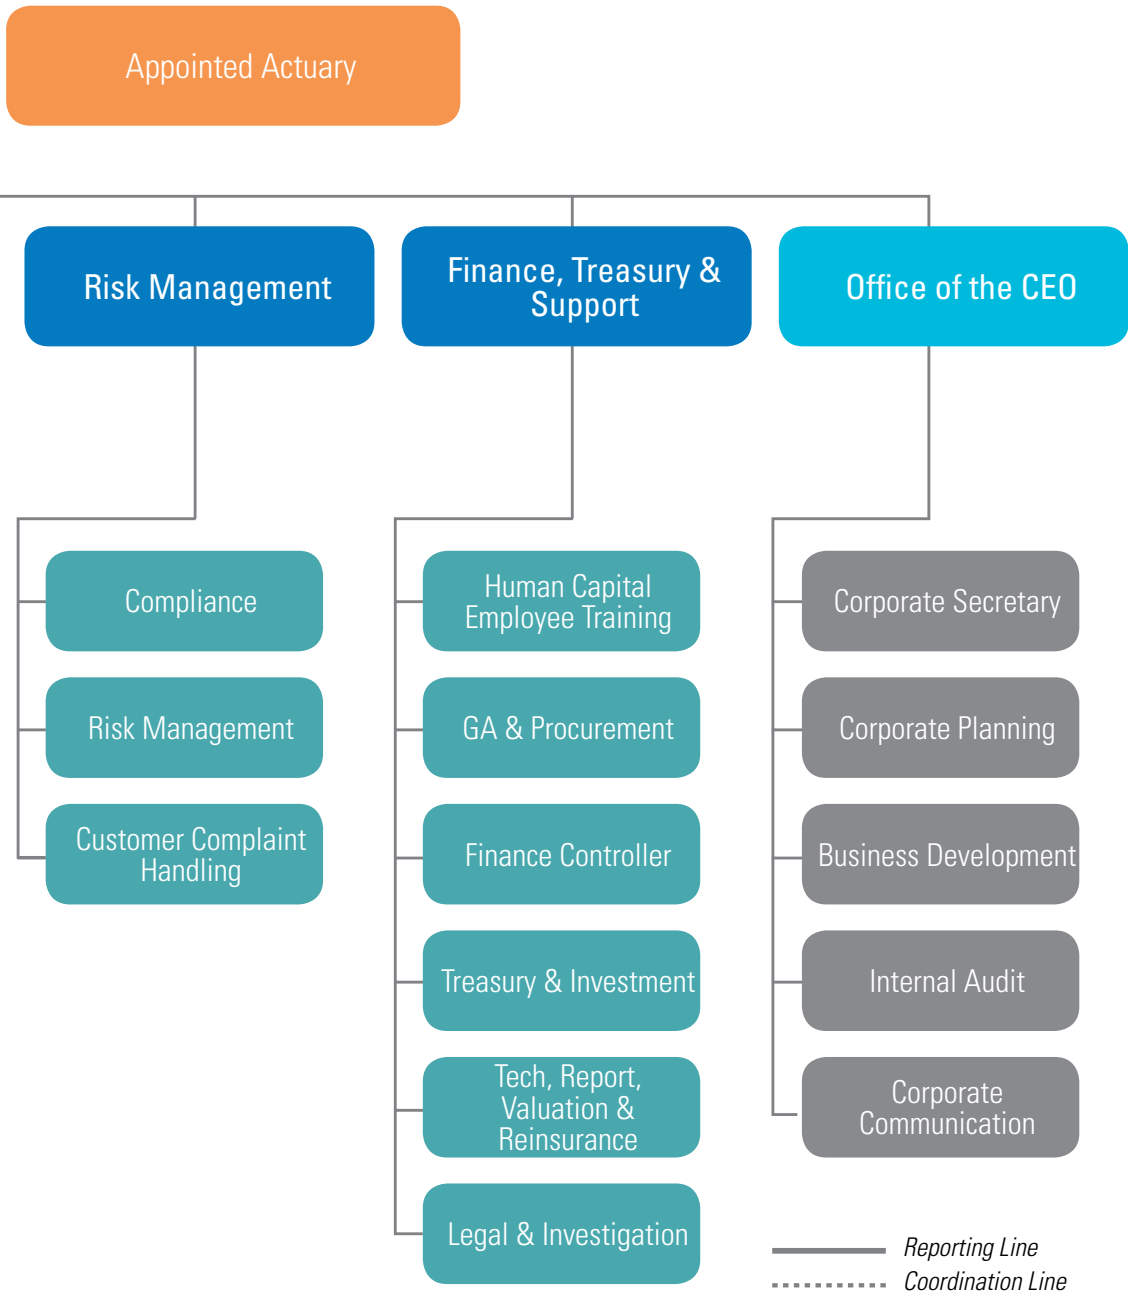 Appointed Actuary
Risk Management
Finance, Treasury &
Support
Office of the CEO
Compliance
Risk Management
Customer Complaint
Handling
Human Capital
Employee Training
GA & Procurement
Finance Controller
Treasury & Investment
Tech, Report,
Valuation &
Reinsurance
Legal & Investigation
Corporate Secretary
Corporate Planning
Business Development
Internal Audit
Corporate
Communication
Reporting Line
Coordination Line